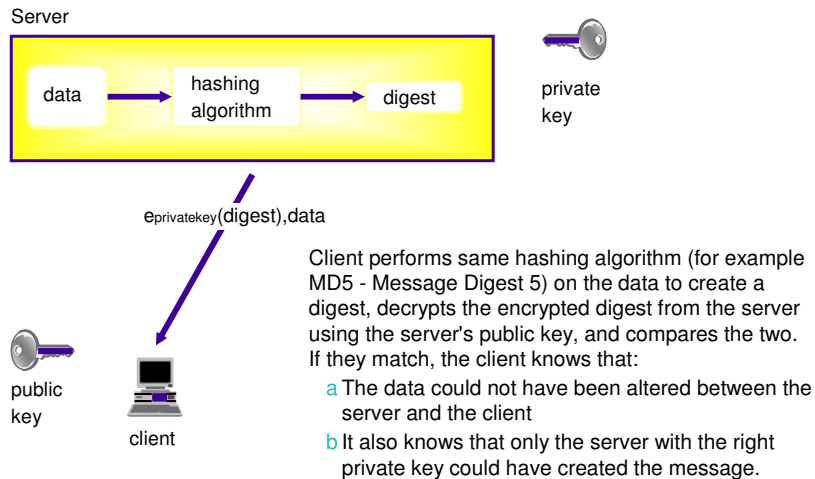 Server
data
hashing
algorithm
digest
private
key
eprivatekey(digest),data
Client performs same hashing algorithm (for example
MD5 - Message Digest 5) on the data to create a
digest, decrypts the encrypted digest from the server
using the server's public key, and compares the two.
If they match, the client knows that:
a The data could not have been altered between the
server and the client
b It also knows that only the server with the right
private key could have created the message.
public
key
client